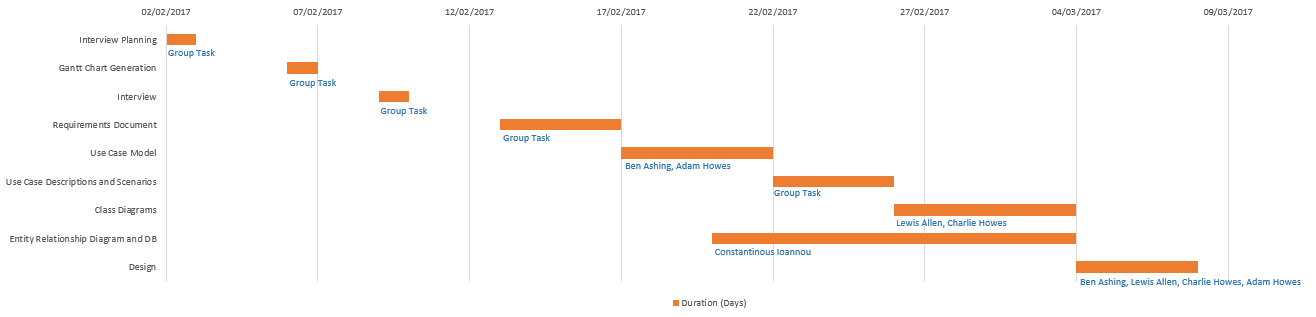 02/02/2017 07/02/2017 12/02/2017 17/02/2017 22/02/2017 27/02/2017 04/03/2017 09/03/2017
Interview Planning
Group Task
Gantt Chart Generation
Group Task
Interview
Group Task
Requirements Document
Group Task
Use Case Model
Ben Ashing, Adam Howes
Use Case Descriptions and Scenarios
Group Task
Class Diagrams
Lewis Allen, Charlie Howes
Entity Relationship Diagram and DB
Constantinous Ioannou
Design
Ben Ashing, Lewis Allen, Charlie Howes, Adam Howes
Duration (Days)